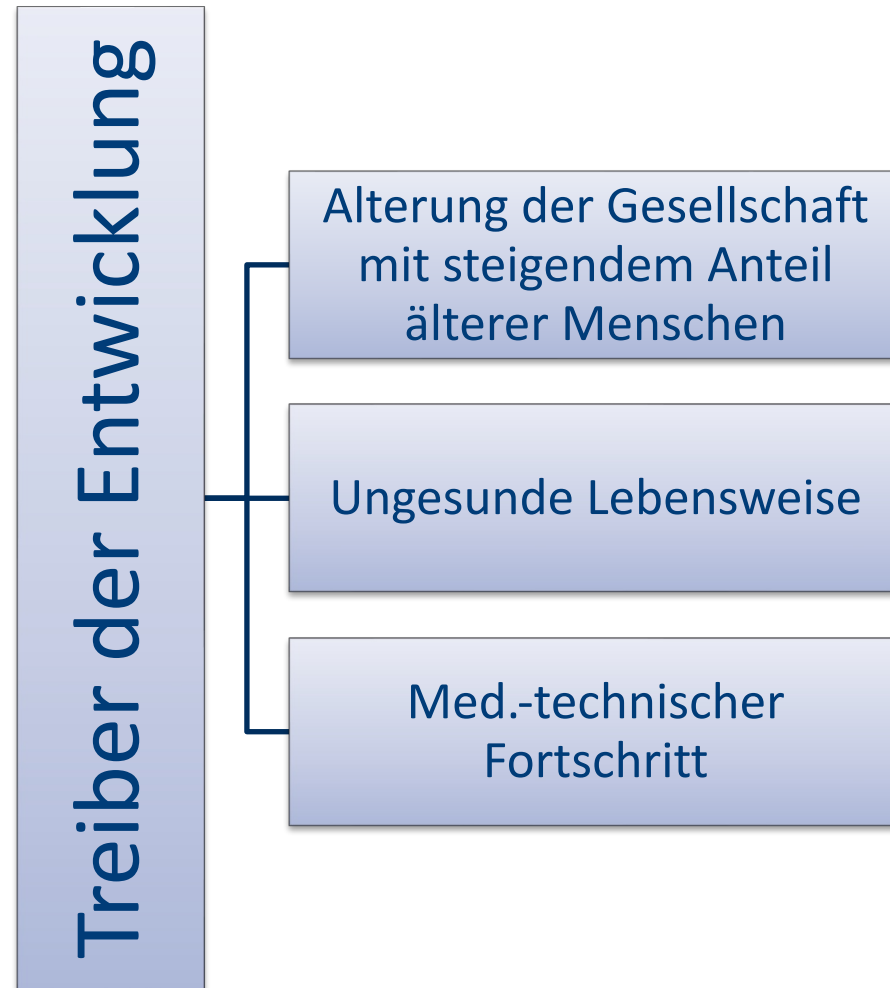 Treiber der Entwicklung
Alterung der Gesellschaft
mit steigendem Anteil
älterer Menschen
Ungesunde Lebensweise
Med.-technischer
Fortschritt